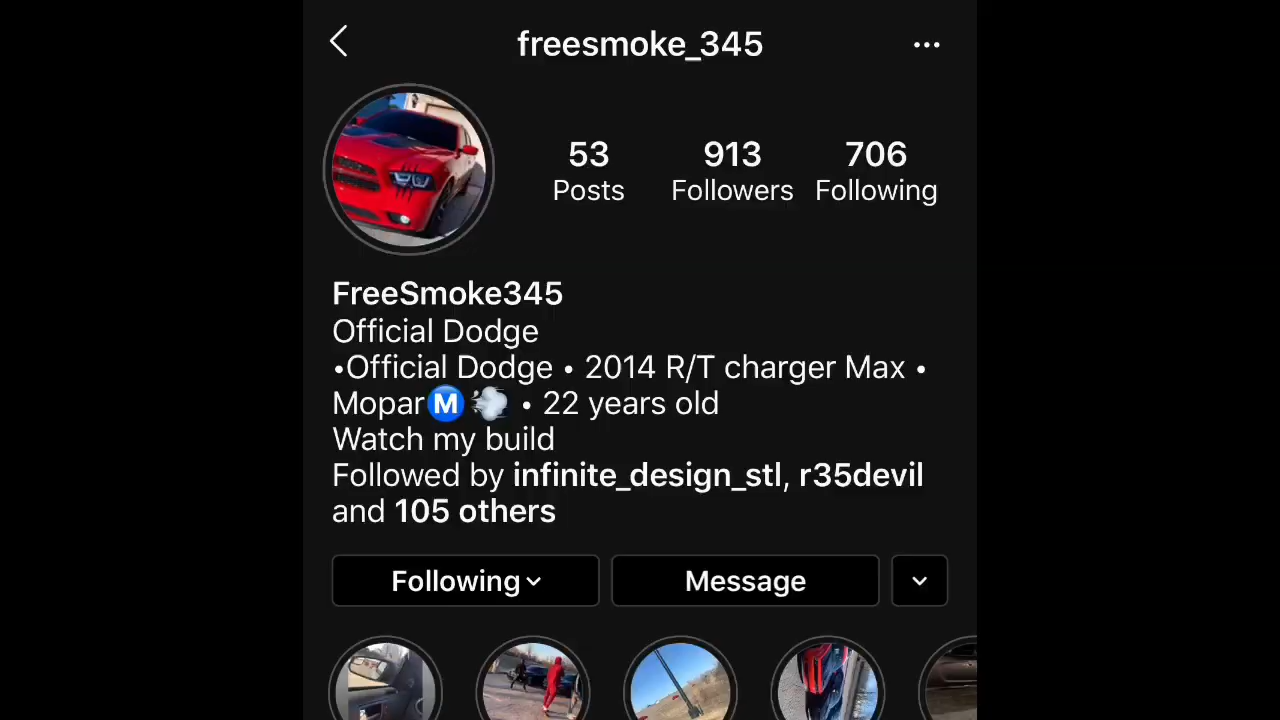 freesmoke_345
53 913 706
Posts Followers Following
FreeSmoke345
Official Dodge
•Official Dodge • 2014 R/T charger Max •
MoparⓂ️💨 • 22 years old
Watch my build
Followed by infinite_design_stl, r35devil
and 105 others
Following Message